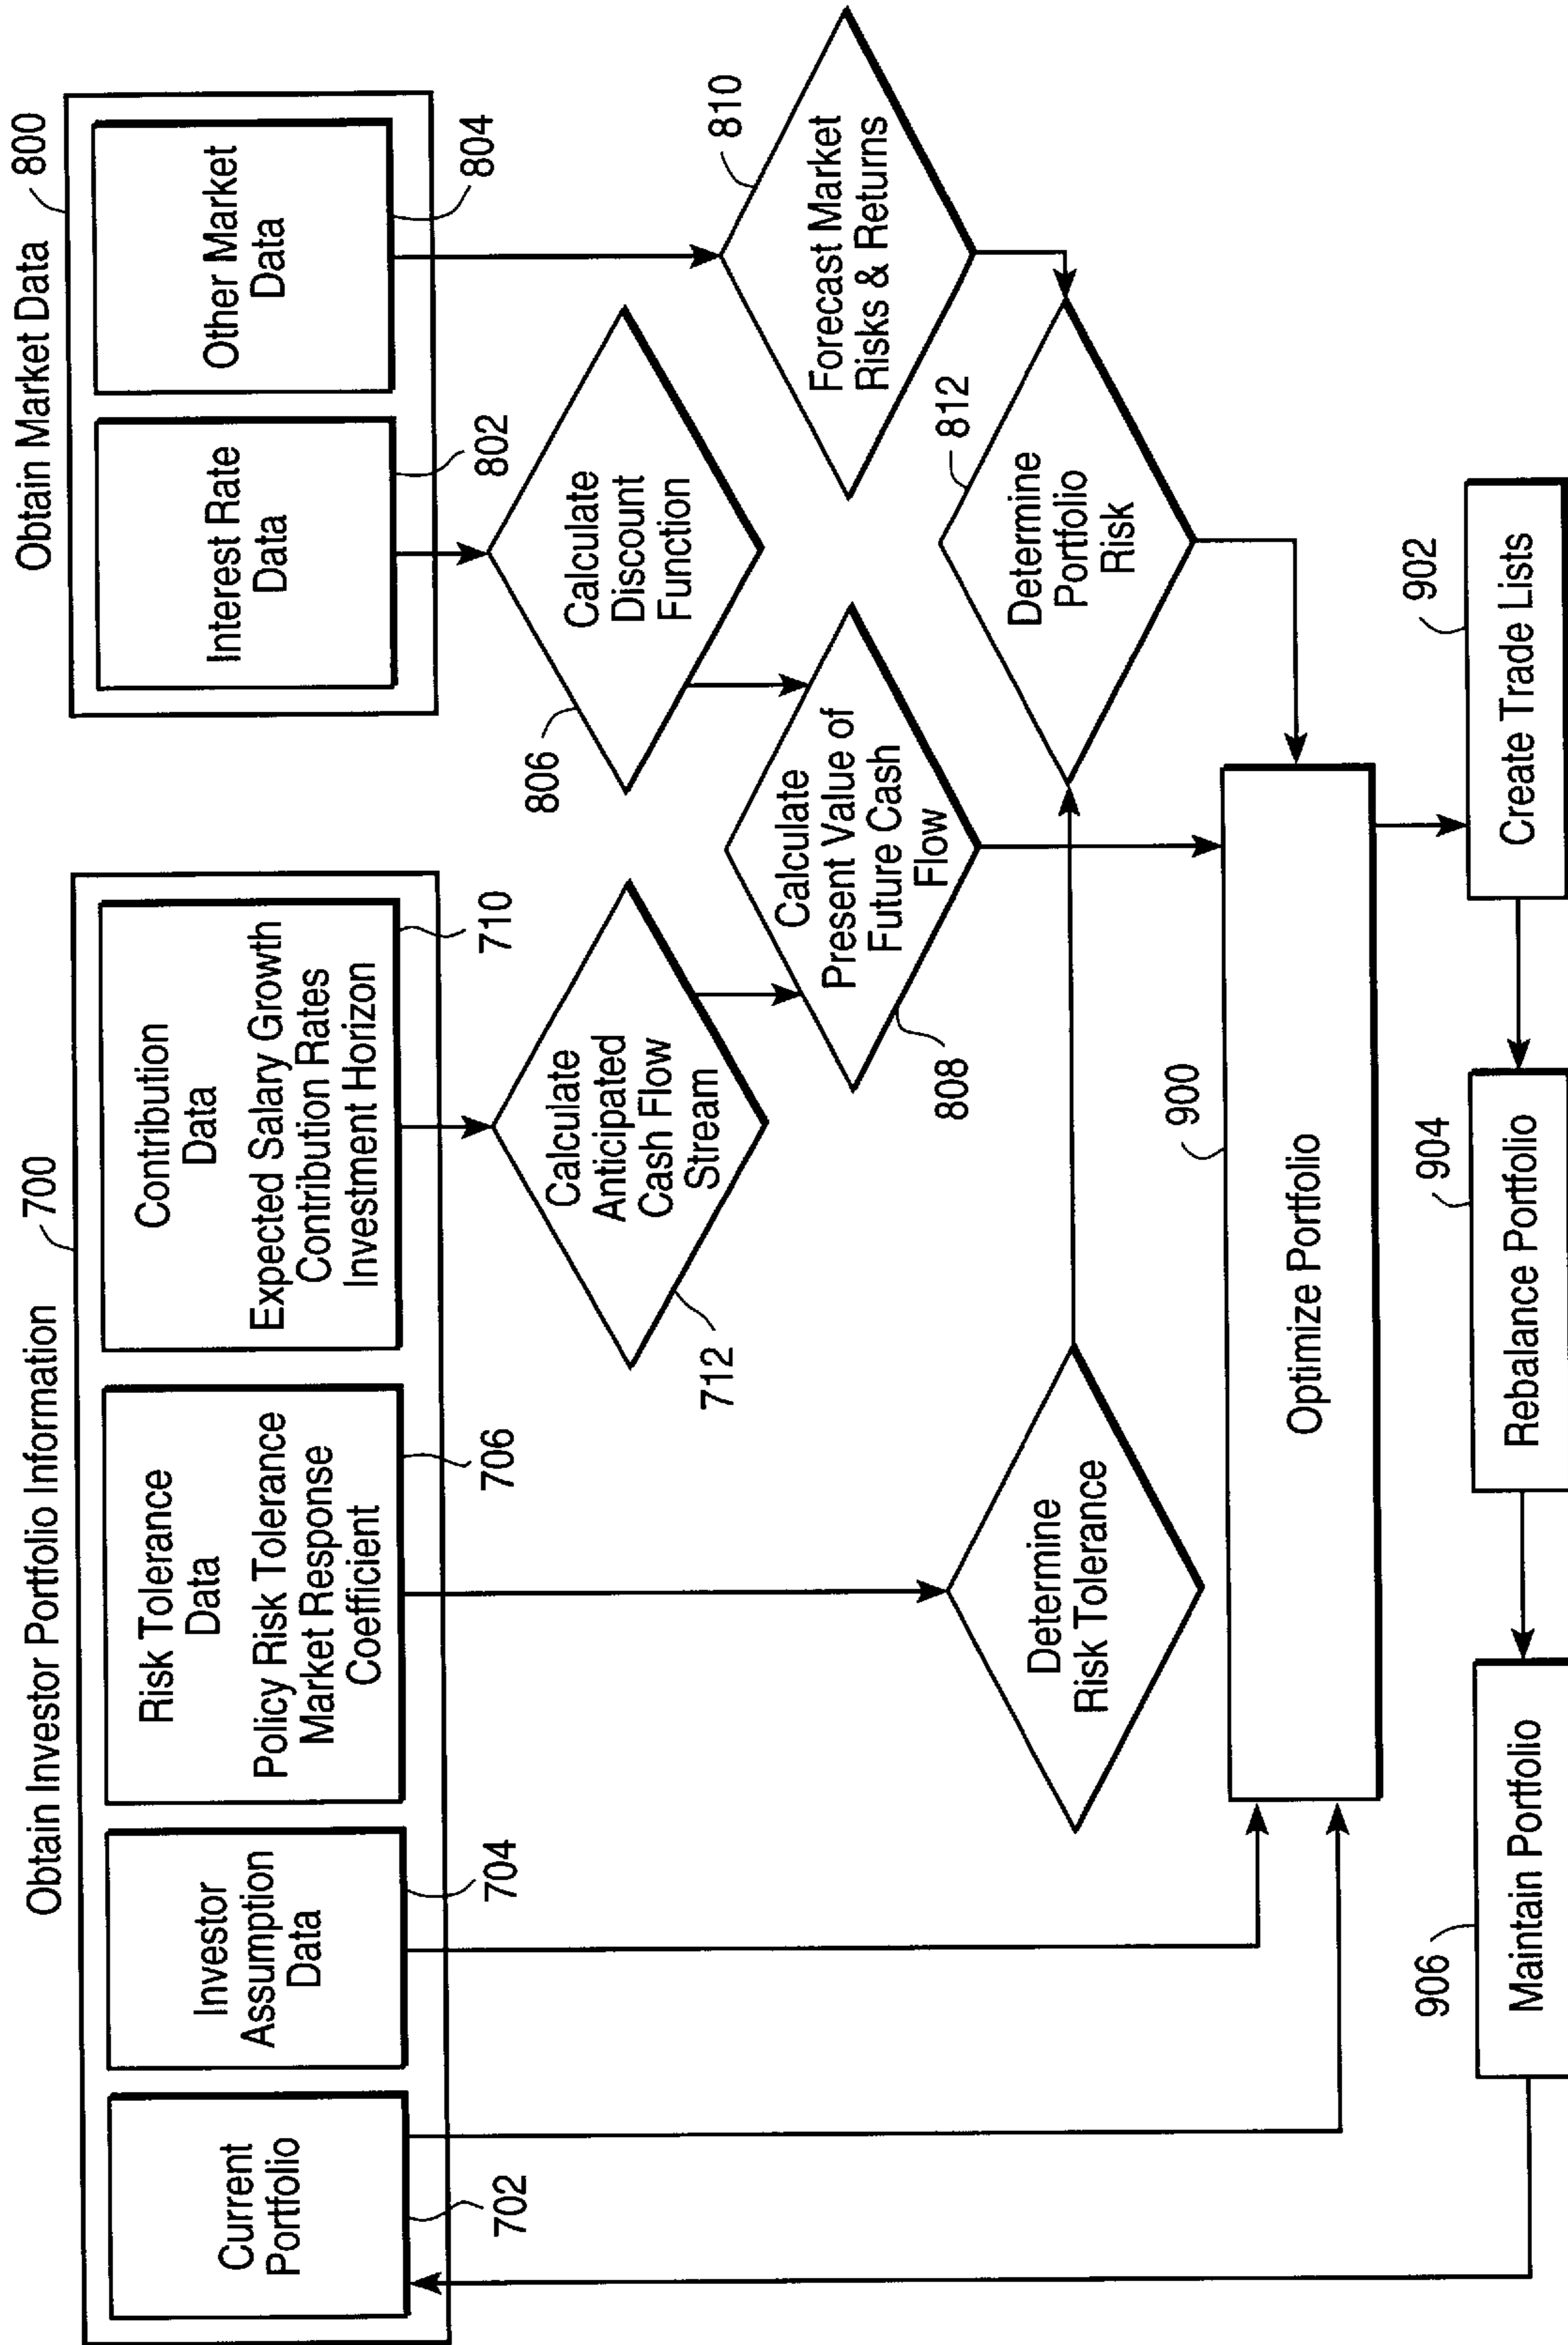 Obtain Investor Portfolio Information
700
Current
Portfolio
702
Investor
Assumption
Data
704
Risk Tolerance
Data
Policy Risk Tolerance
Market Response
Coefficient
706
Contribution
Data
Expected Salary Growth
Contribution Rates
Investment Horizon
710
Obtain Market Data
800
Interest Rate
Data
802
Other Market
Data
804
Calculate
Anticipated
Cash Flow
Stream
712
Calculate
Discount
Function
806
Calculate
Present Value of
Future Cash
Flow
808
Forecast Market
Risks & Returns
810
Determine
Risk Tolerance
Determine
Portfolio
Risk
812
Optimize Portfolio
900
Maintain Portfolio
906
Rebalance Portfolio
904
Create Trade Lists
902